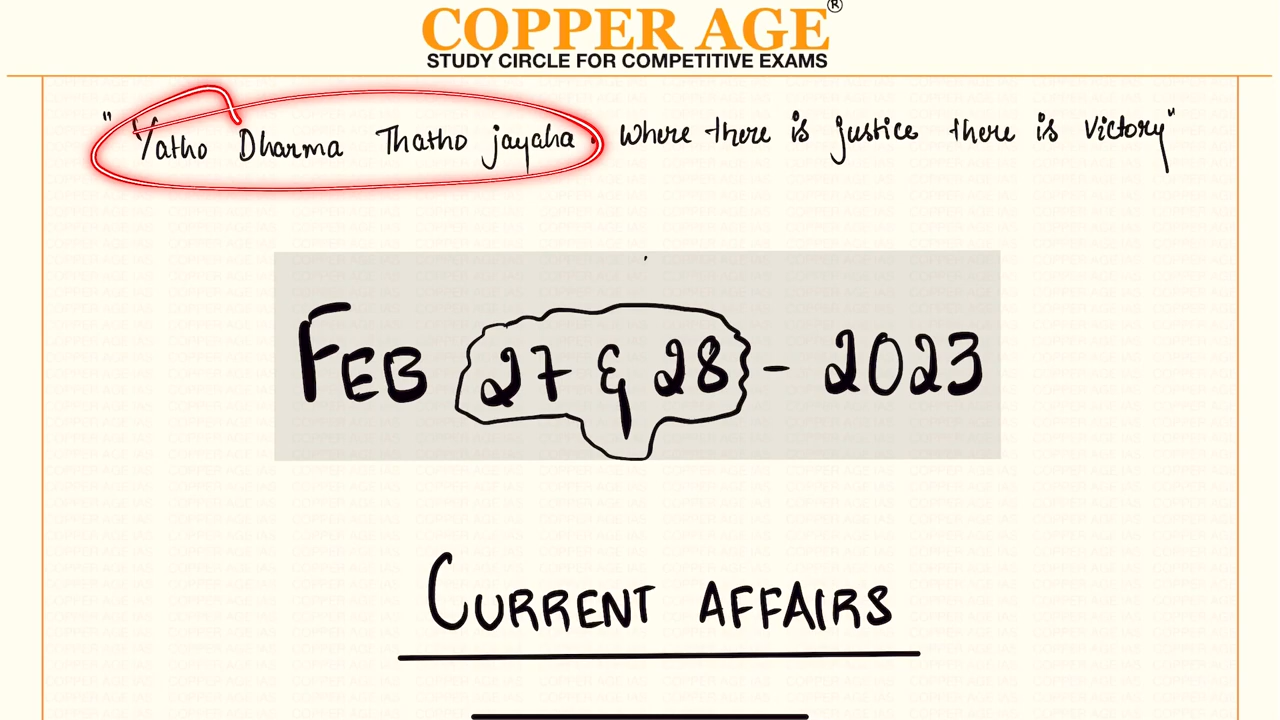 COPPER AGE®
STUDY CIRCLE FOR COMPETITIVE EXAMS
"Yatho Dharma Thatho jayaha. Where there is justice there is Victory"
FEB 27 & 28 - 2023
CURRENT AFFAIRS